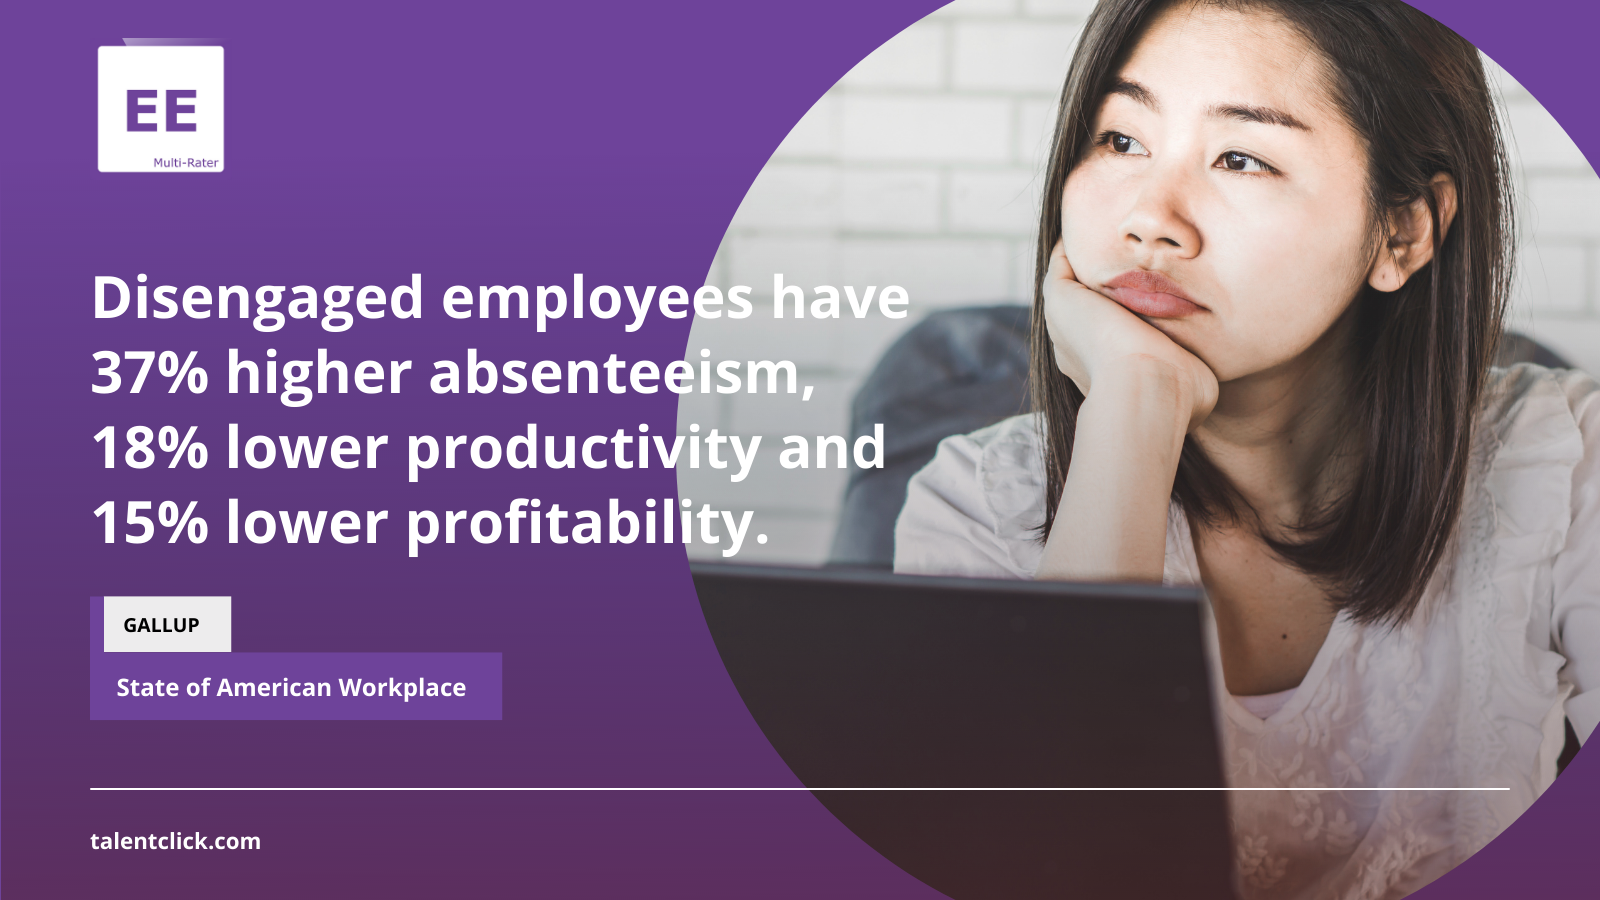 EE
Multi-Rater
Disengaged employees have
37% higher absenteeism,
18% lower productivity and
15% lower profitability.
GALLUP
State of American Workplace
talentclick.com